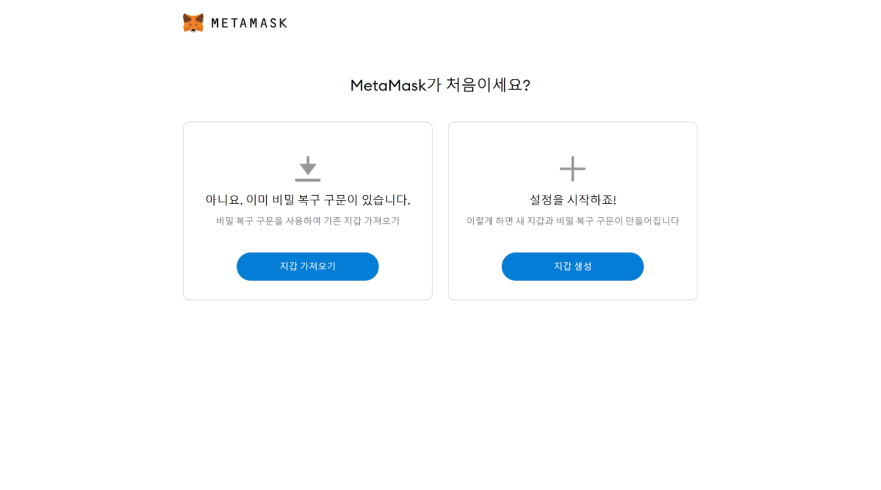 METAMASK
MetaMask가 처음이세요?
아니요. 이미 비밀 복구 구문이 있습니다.
비밀 복구 구문을 사용하여 기존 지갑 가져오기
지갑 가져오기
설정을 시작하죠!
이렇게 하면 새 지갑과 비밀 복구 구문이 만들어집니다
지갑 생성